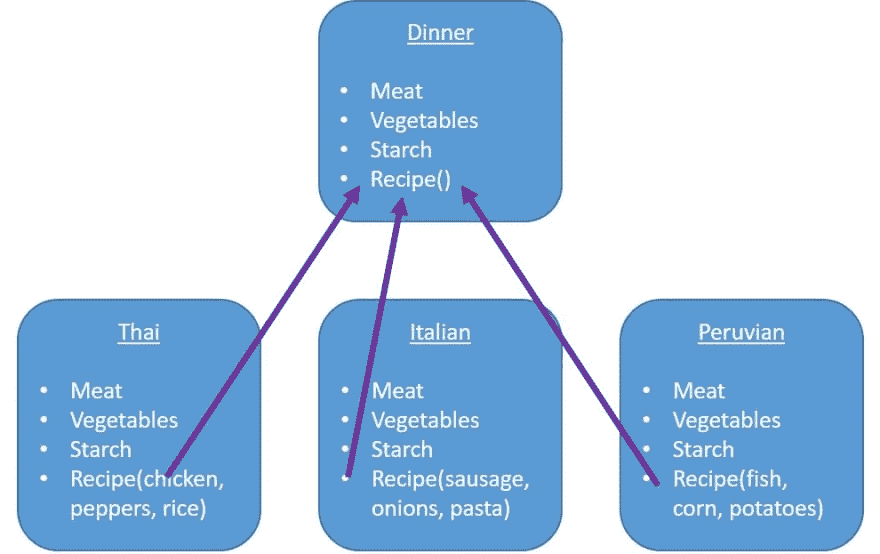 Dinner
• Meat
• Vegetables
• Starch
• Recipe()
Thai
• Meat
• Vegetables
• Starch
• Recipe(chicken,
peppers, rice)
Italian
• Meat
• Vegetables
• Starch
• Recipe(sausage,
onions, pasta)
Peruvian
• Meat
• Vegetables
• Starch
• Recipe(fish,
corn, potatoes)